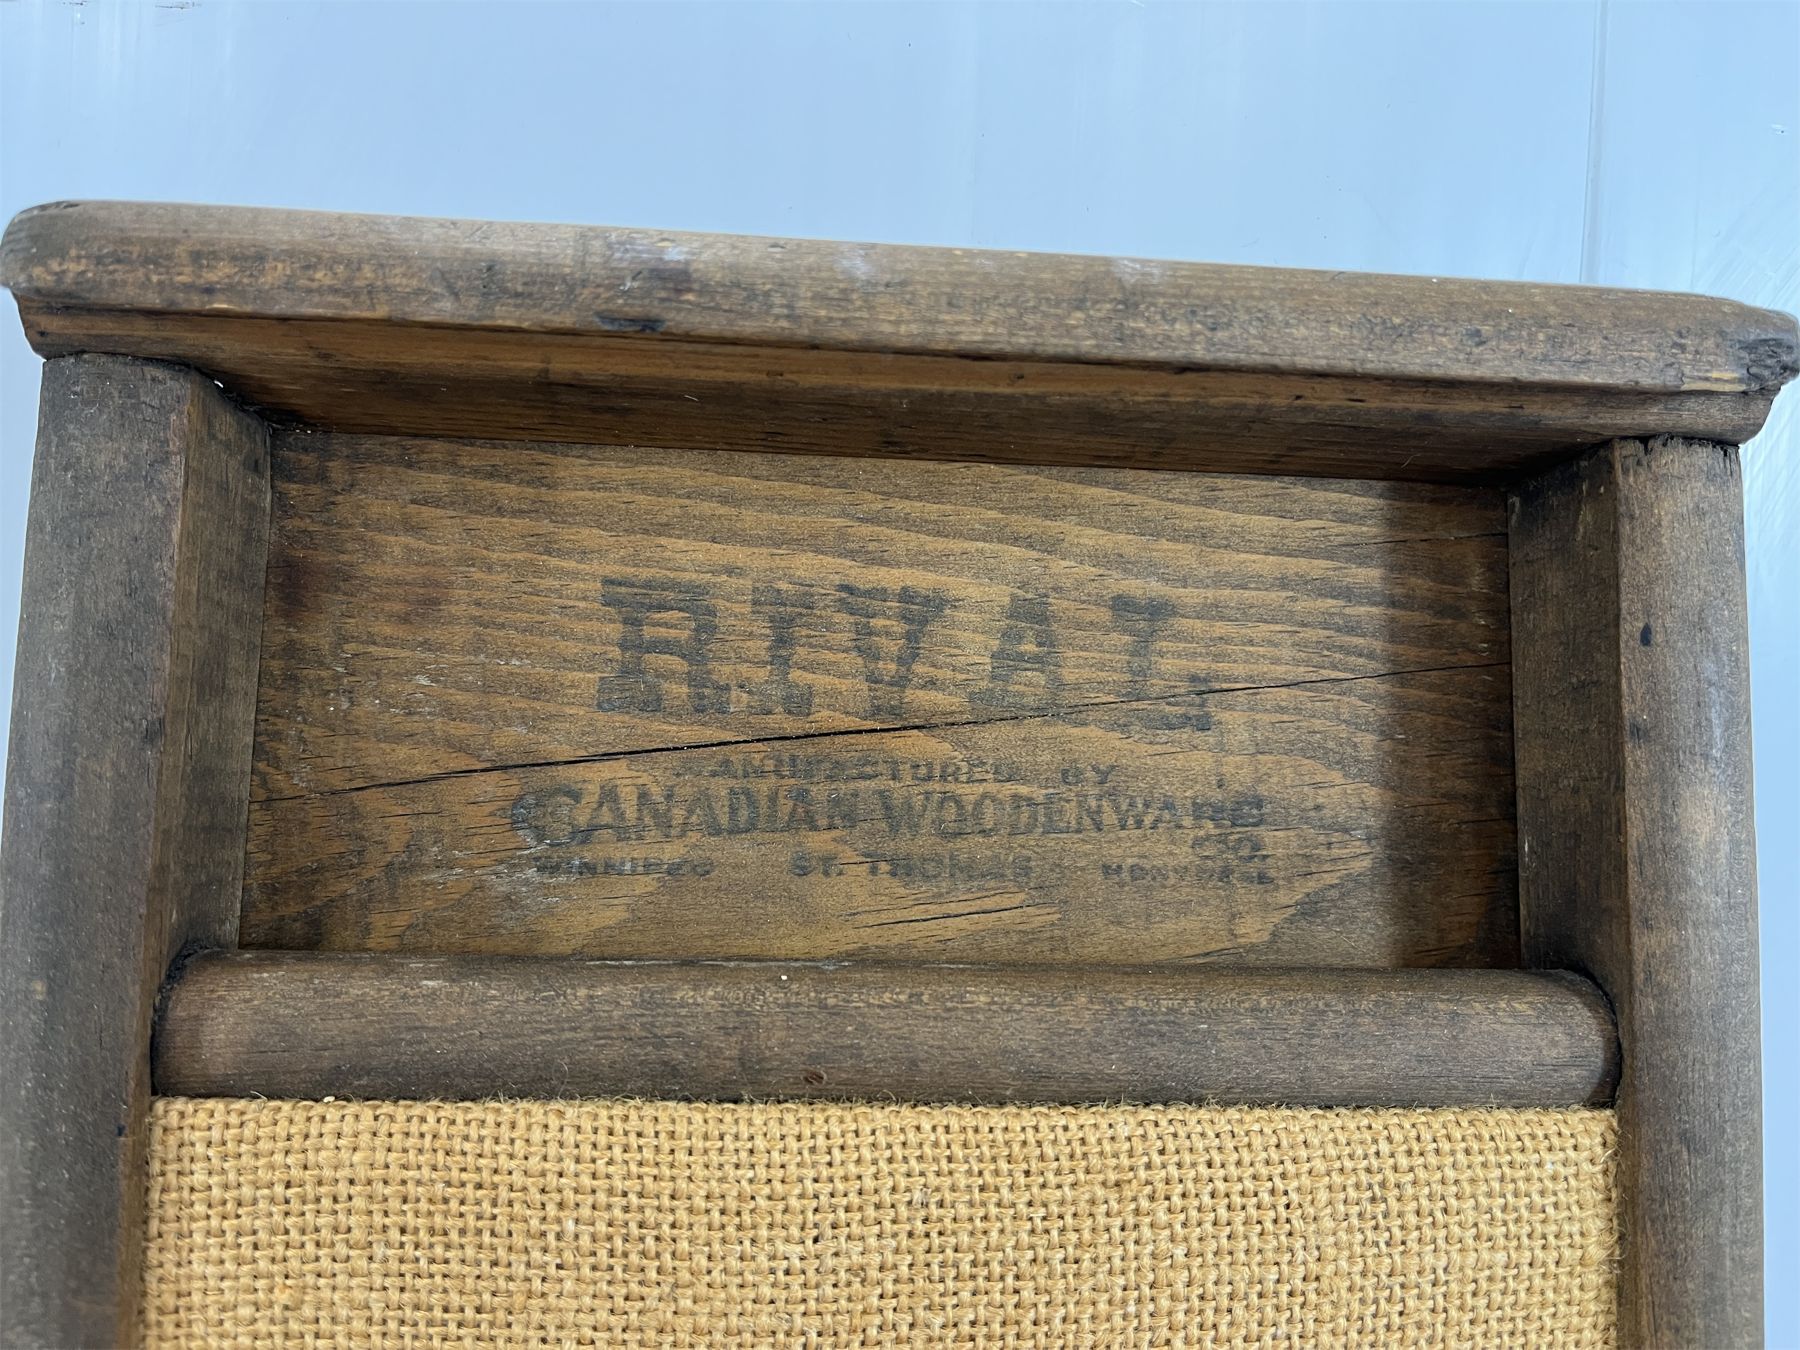 RIVAL
MANUFACTURED BY
CANADIAN WOODENWARE
CO.
WINNIPEG ST. THOMAS MONTREAL